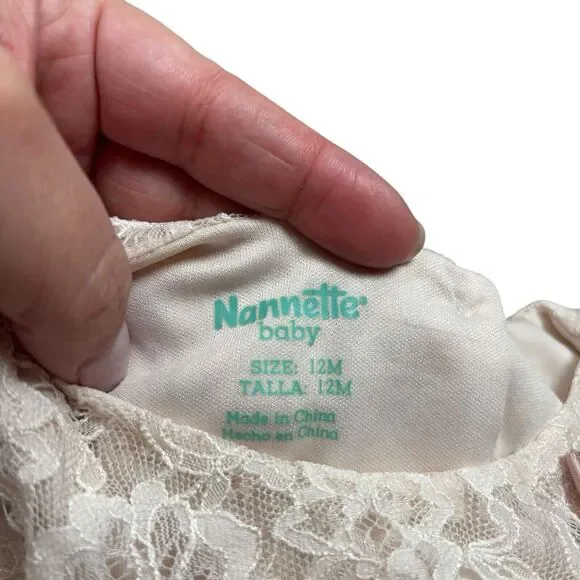 Nannette
baby
SIZE: 12M
TALLA: 12M
Made in China
Hecho en China